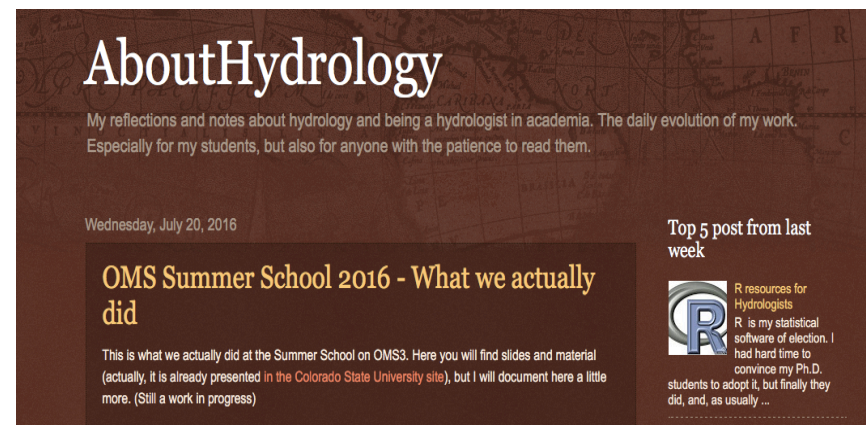 AboutHydrology
My reflections and notes about hydrology and being a hydrologist in academia. The daily evolution of my work.
Especially for my students, but also for anyone with the patience to read them.
Wednesday, July 20, 2016
OMS Summer School 2016 - What we actually
did
This is what we actually did at the Summer School on OMS3. Here you will find slides and material
(actually, it is already presented in the Colorado State University site), but I will document here a little
more. (Still a work in progress)
Top 5 post from last
week
R resources for
Hydrologists
R is my statistical
software of election. I
had hard time to
convince my Ph.D.
students to adopt it, but finally they
did, and, as usually ...
R